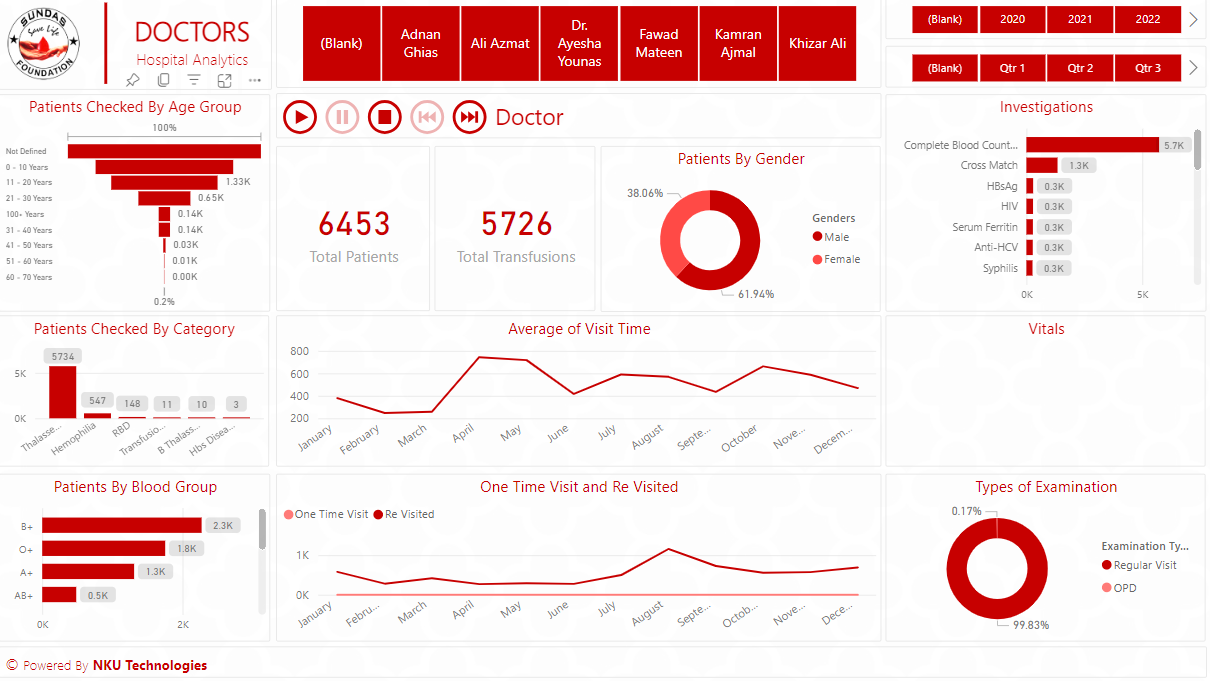 SUNDAS
Save Life
FOUNDATION
DOCTORS
Hospital Analytics
(Blank)
Adnan
Ghias
Ali Azmat
Dr.
Ayesha
Younas
Fawad
Mateen
Kamran
Ajmal
Khizar Ali
(Blank)
2020
2021
2022
(Blank)
Qtr 1
Qtr 2
Qtr 3
Patients Checked By Age Group
100%
Not Defined
0 - 10 Years
11 - 20 Years
1.33K
21 - 30 Years
0.65K
100+ Years
0.14K
31 - 40 Years
0.14K
41 - 50 Years
0.03K
51 - 60 Years
0.01K
60 - 70 Years
0.00K
0.2%
Doctor
6453
Total Patients
5726
Total Transfusions
Patients By Gender
38.06%
61.94%
Genders
Male
Female
Investigations
Complete Blood Count...
5.7K
Cross Match
1.3K
HBsAg
0.3K
HIV
0.3K
Serum Ferritin
0.3K
Anti-HCV
0.3K
Syphilis
0.3K
0K
5K
Patients Checked By Category
5K
0K
5734
547
148
11
10
3
Thalasse...
Hemophilia
RBD
Transfusio...
B Thalass...
Hbs Disea...
Average of Visit Time
800
600
400
200
January
February
March
April
May
June
July
August
Septe...
October
Nove...
Decem...
Vitals
Patients By Blood Group
B+
2.3K
O+
1.8K
A+
1.3K
AB+
0.5K
0K
2K
One Time Visit and Re Visited
One Time Visit
Re Visited
1K
0K
January
Febru...
March
April
May
June
July
August
Septe...
Octob...
Nove...
Dece...
Types of Examination
0.17%
99.83%
Examination Ty...
Regular Visit
OPD
© Powered By NKU Technologies